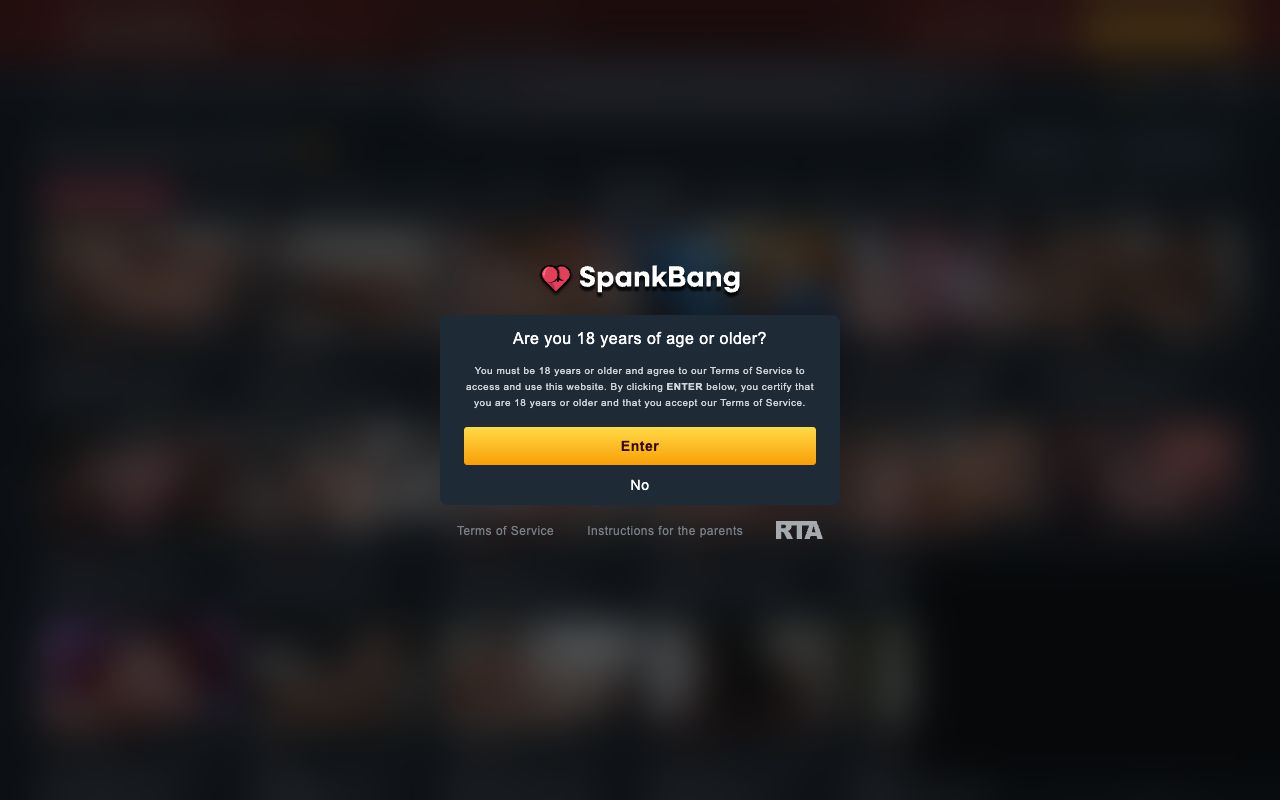 SpankBang
Are you 18 years of age or older?
You must be 18 years or older and agree to our Terms of Service to
access and use this website. By clicking ENTER below, you certify that
you are 18 years or older and that you accept our Terms of Service.
Enter
No
Terms of Service
Instructions for the parents
RTA